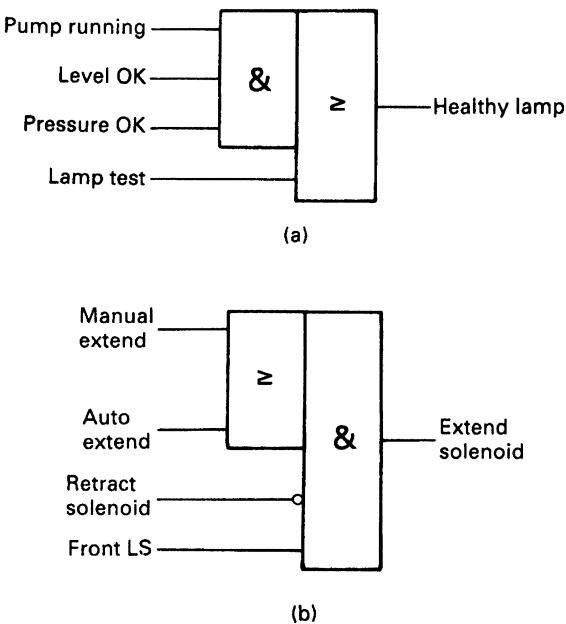 Pump running
Level OK
Pressure OK
Lamp test
&
≥
Healthy lamp
(a)
Manual
extend
Auto
extend
Retract
solenoid
Front LS
≥
&
Extend
solenoid
(b)